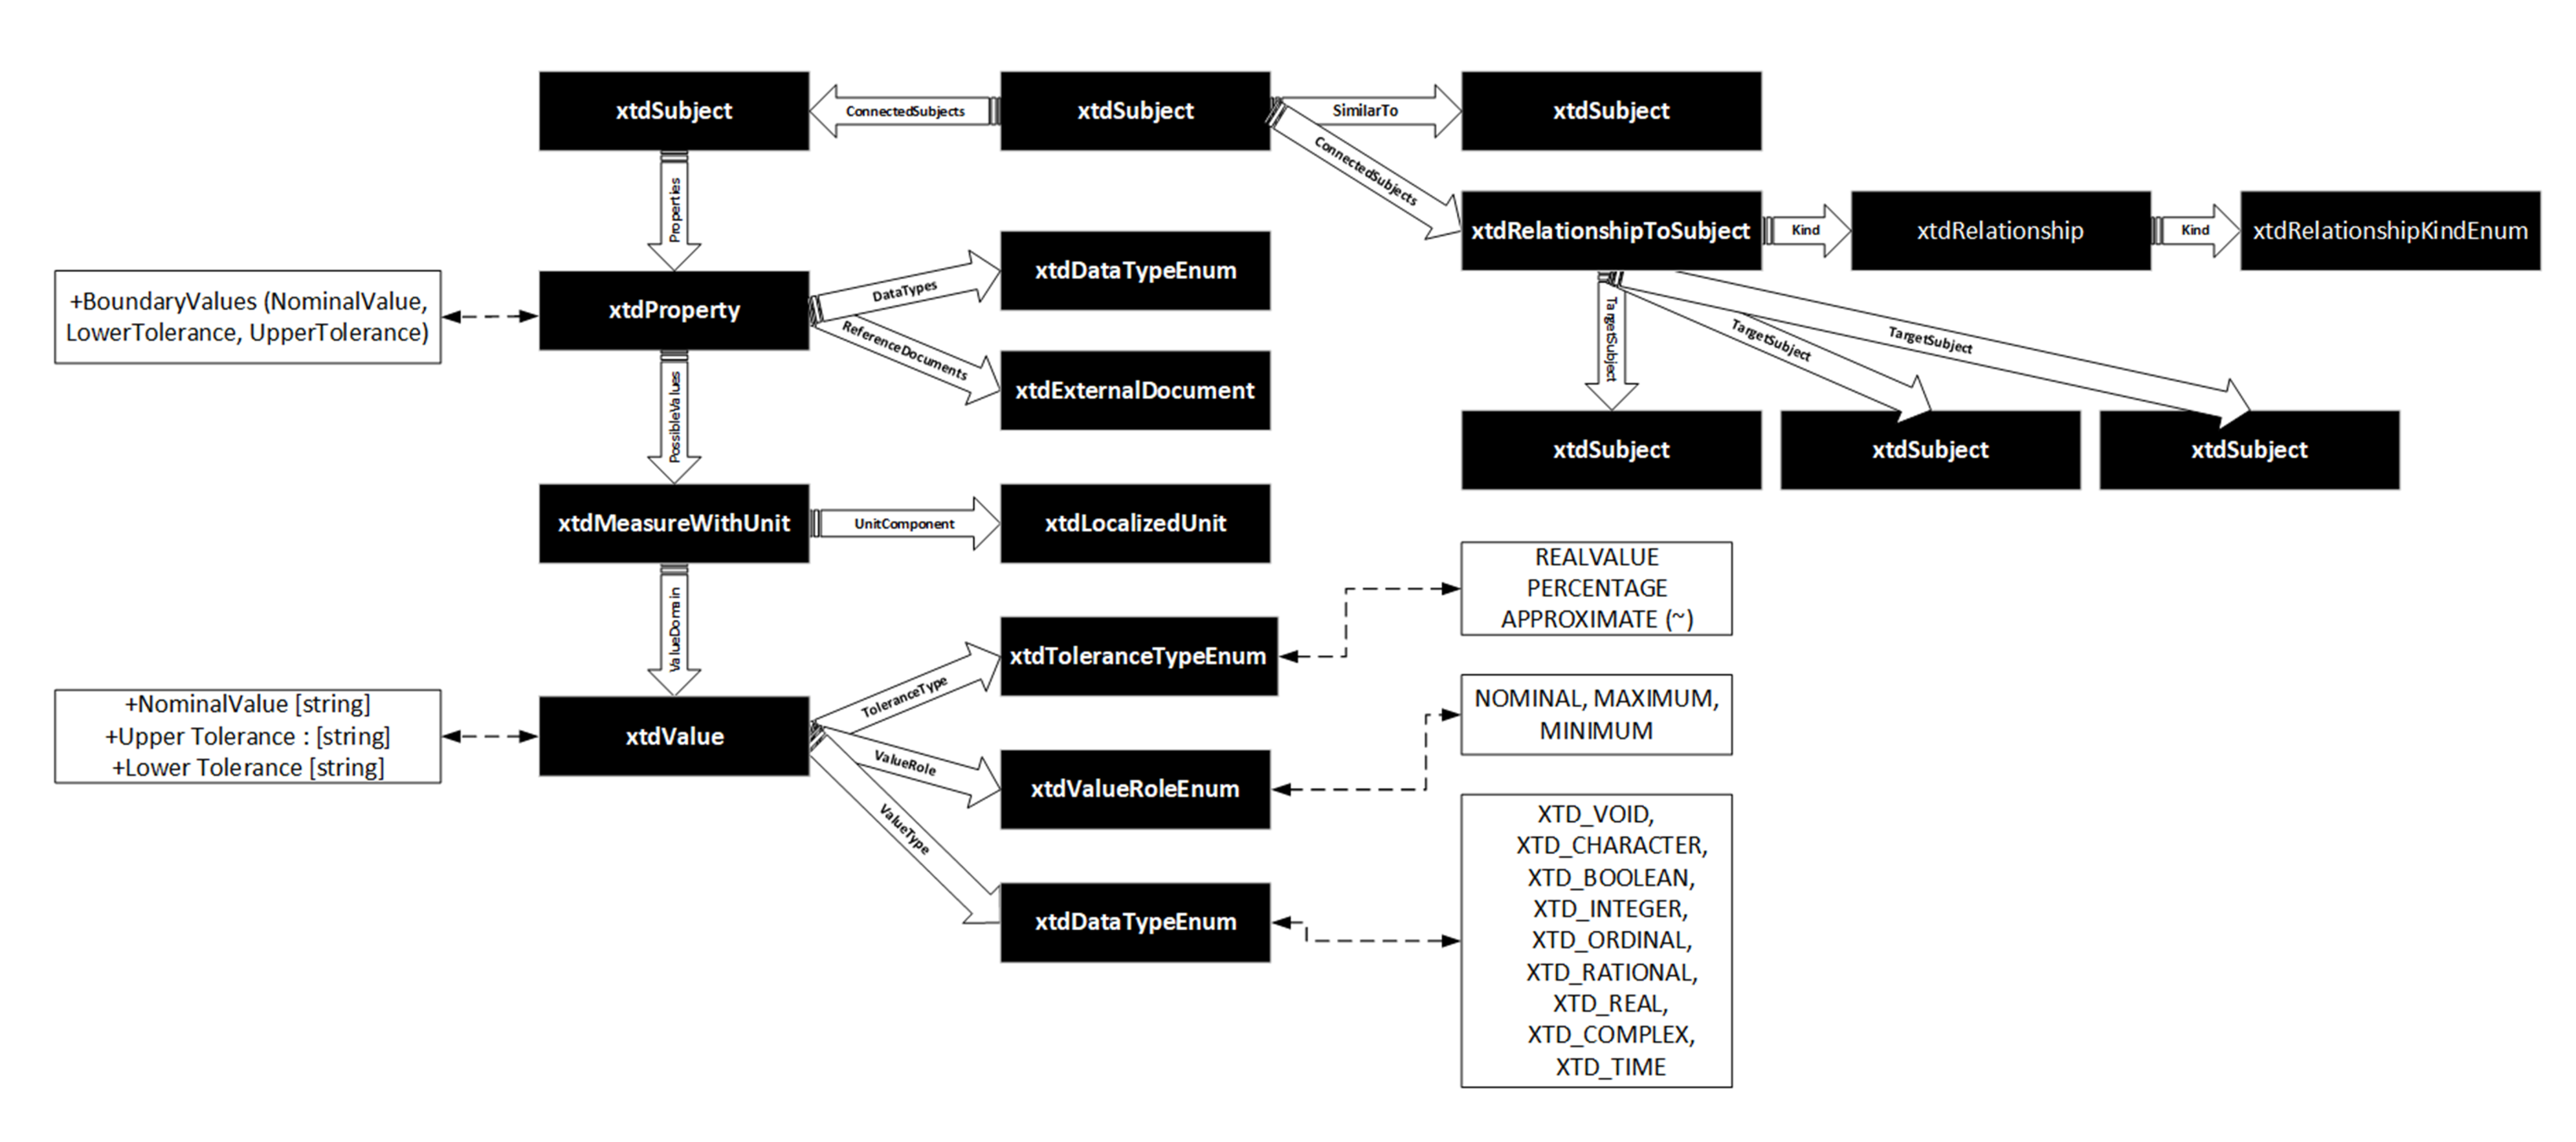 xtdSubject
ConnectedSubjects
xtdSubject
SimilarTo
xtdSubject
ConnectedSubjects
Properties
xtdRelationshipToSubject
Kind
xtdRelationship
Kind
xtdRelationshipKindEnum
+BoundaryValues (NominalValue,
LowerTolerance, UpperTolerance)
xtdProperty
DataTypes
xtdDataTypeEnum
ReferenceDocuments
xtdExternalDocument
TargetSubject
TargetSubject
TargetSubject
PossibleValues
xtdSubject
xtdSubject
xtdSubject
xtdMeasureWithUnit
UnitComponent
xtdLocalizedUnit
ValueDomain
REALVALUE
PERCENTAGE
APPROXIMATE (~)
xtdToleranceTypeEnum
ToleranceType
+NominalValue [string]
+Upper Tolerance : [string]
+Lower Tolerance [string]
xtdValue
NOMINAL, MAXIMUM,
MINIMUM
ValueRole
xtdValueRoleEnum
ValueType
xtdDataTypeEnum
XTD_VOID,
XTD_CHARACTER,
XTD_BOOLEAN,
XTD_INTEGER,
XTD_ORDINAL,
XTD_RATIONAL,
XTD_REAL,
XTD_COMPLEX,
XTD_TIME